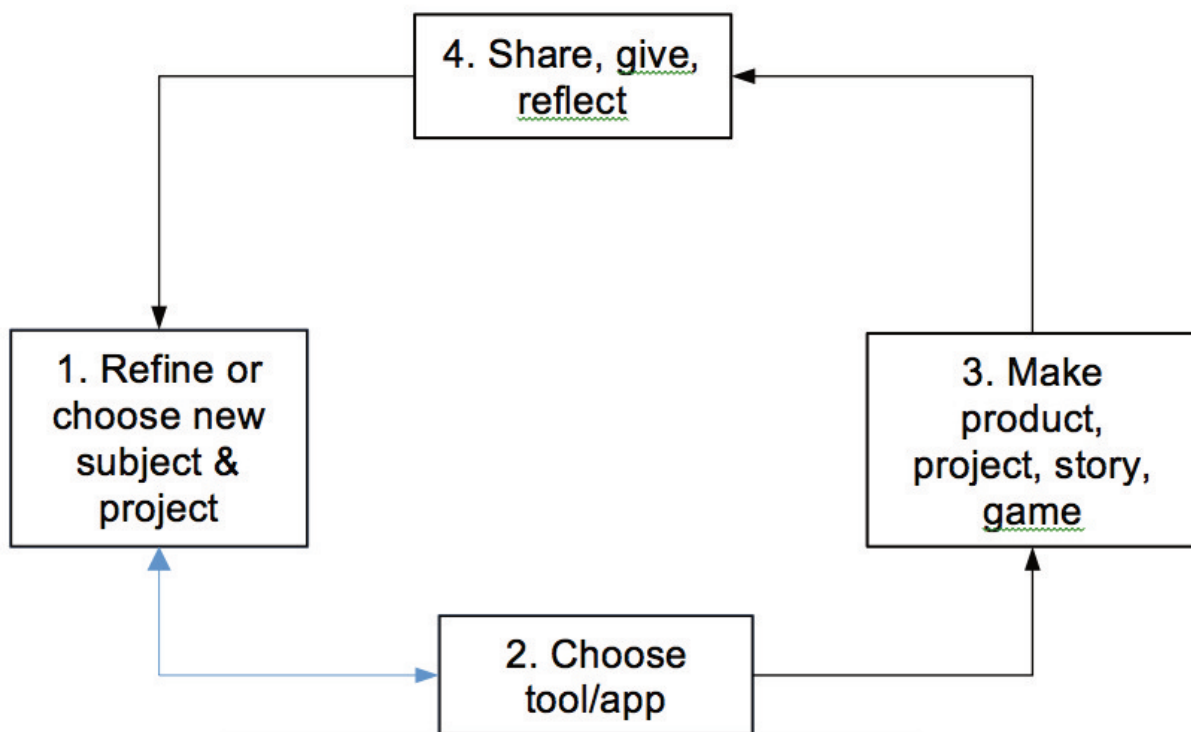 4. Share, give,
reflect
1. Refine or
choose new
subject &
project
3. Make
product,
project, story,
game
2. Choose
tool/app